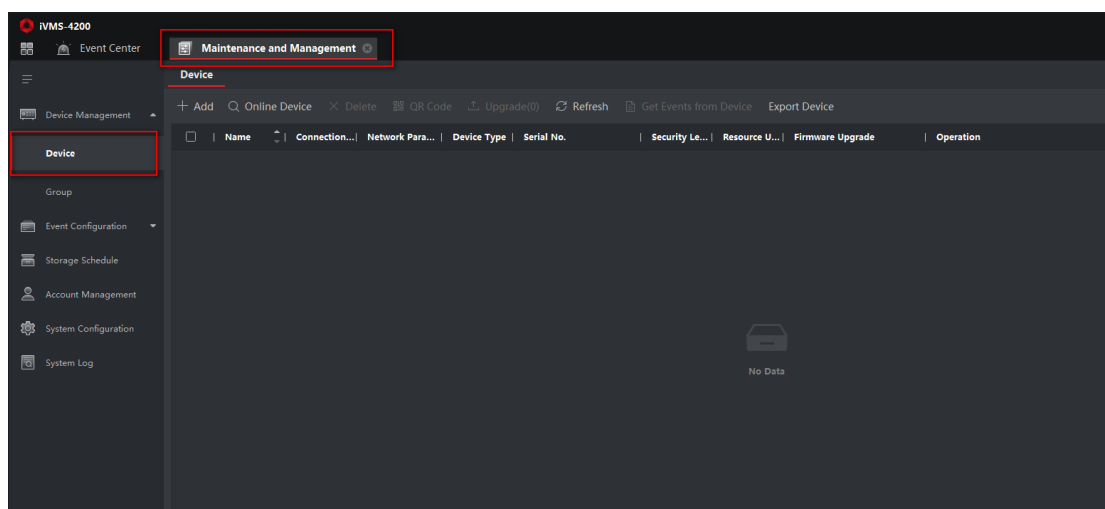 iVMS-4200
Event Center
Maintenance and Management
Device
Add Online Device Delete QR Code Upgrade(0) Refresh Get Events from Device Export Device
Name Connection... Network Para... Device Type Serial No. Security Le... Resource U... Firmware Upgrade Operation
Device Management
Device
Group
Event Configuration
Storage Schedule
Account Management
System Configuration
System Log
No Data